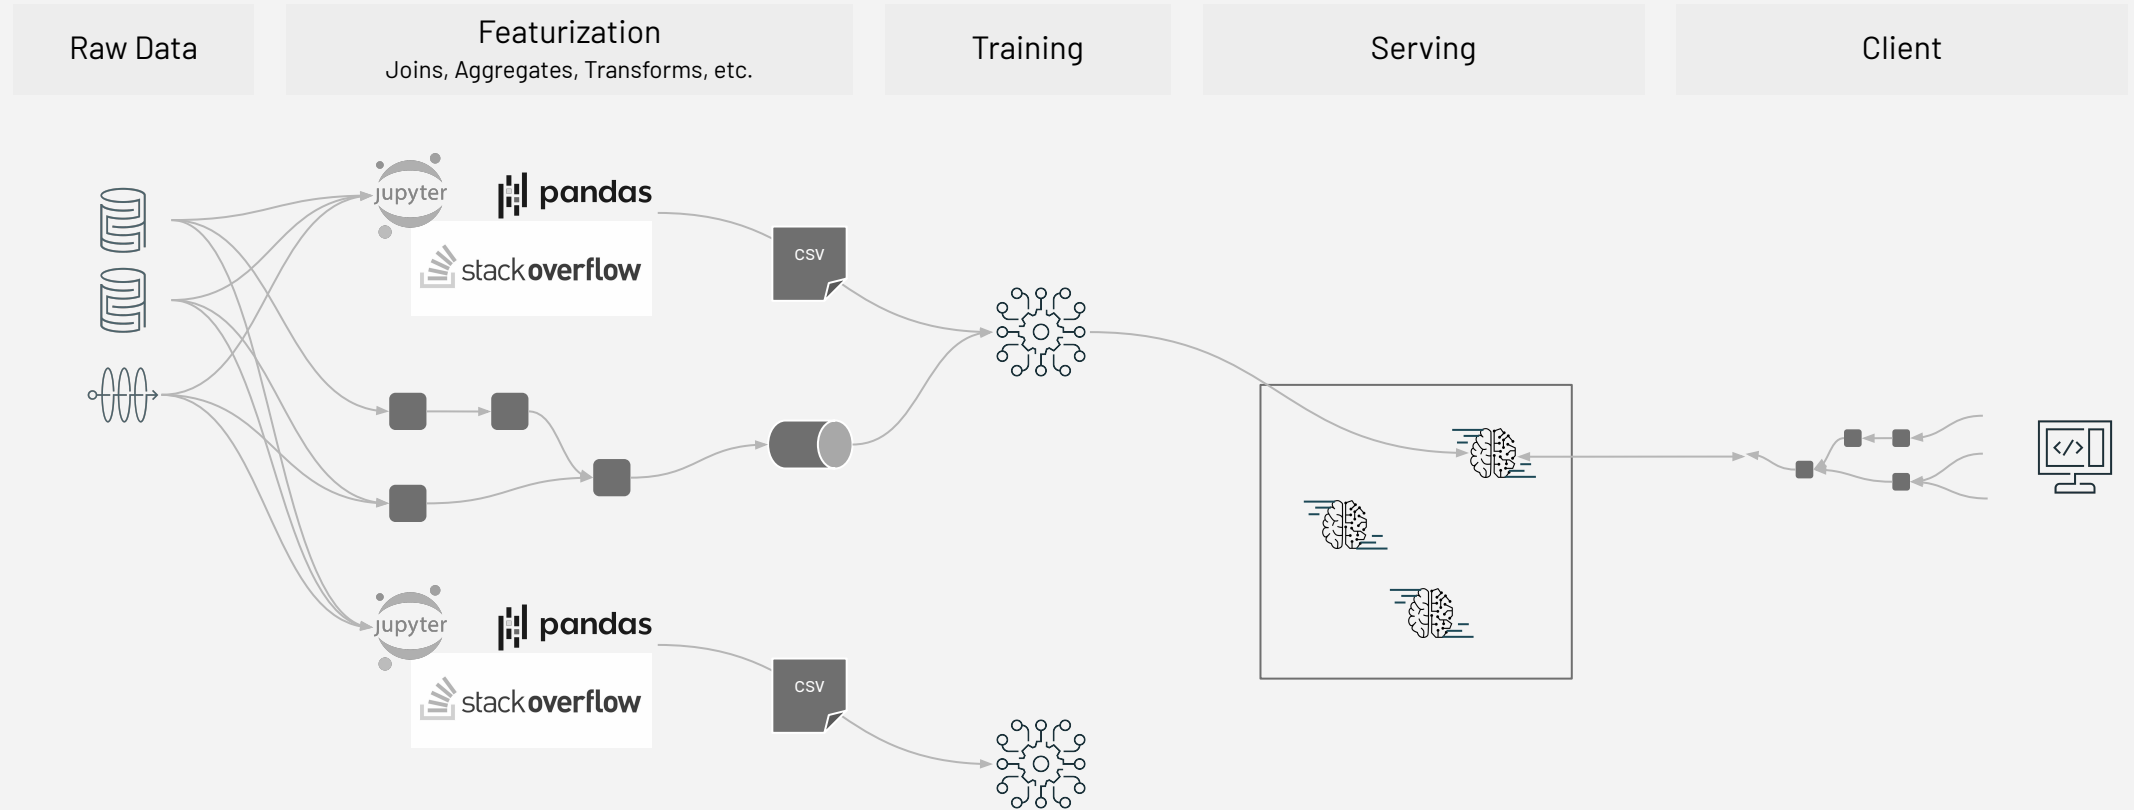 Raw Data
Featurization
Joins, Aggregates, Transforms, etc.
Training
Serving
Client
jupyter
pandas
stackoverflow
CSV
</>
jupyter
pandas
stackoverflow
CSV